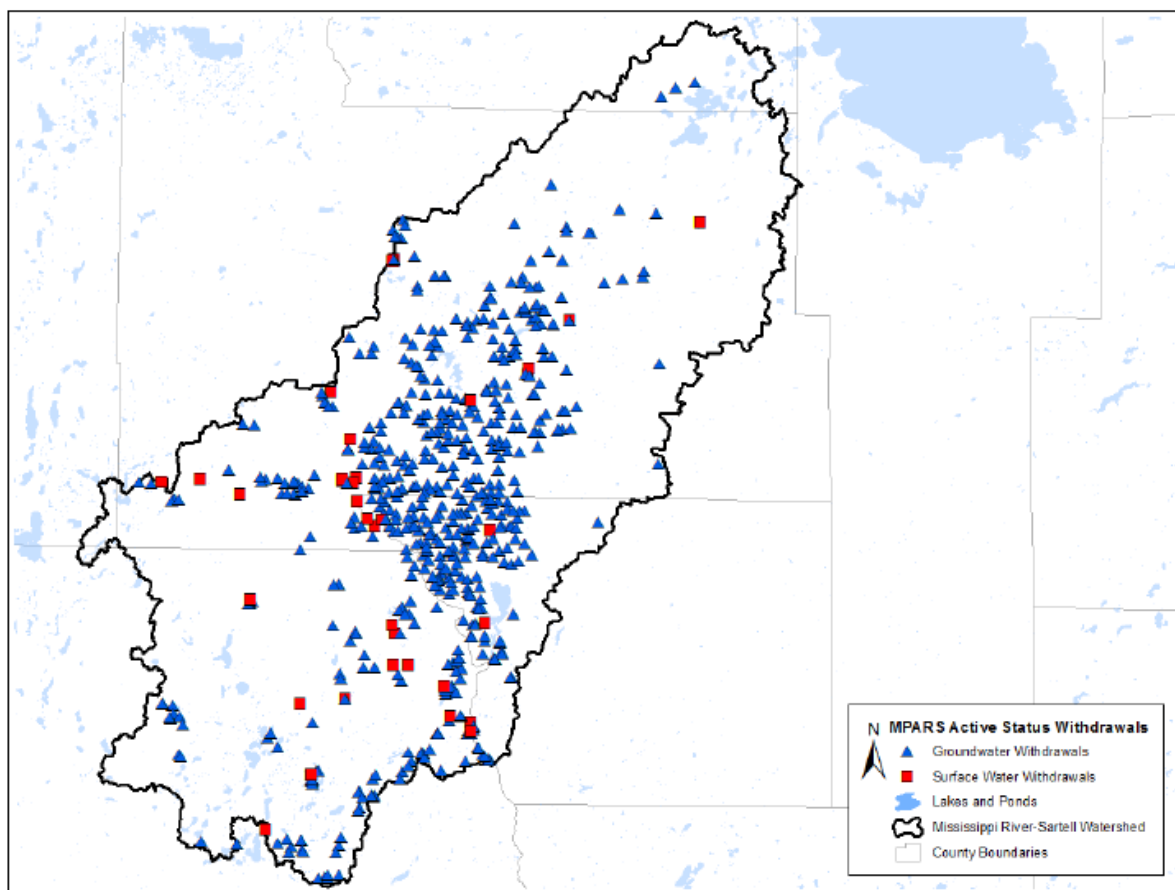 N
MPARS Active Status Withdrawals
Groundwater Withdrawals
Surface Water Withdrawals
Lakes and Ponds
Mississippi River-Sartell Watershed
County Boundaries